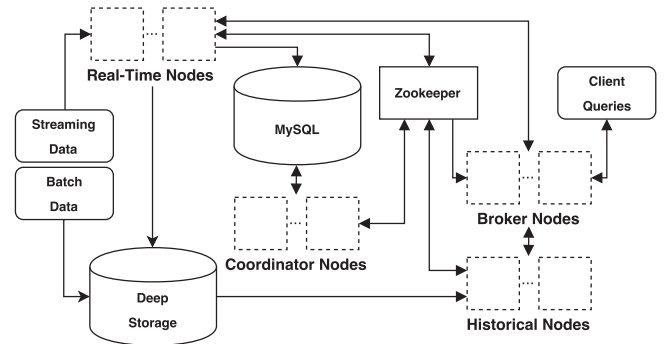 Real-Time Nodes
Streaming
Data
Batch
Data
MySQL
Zookeeper
Client
Queries
Broker Nodes
Coordinator Nodes
Deep
Storage
Historical Nodes